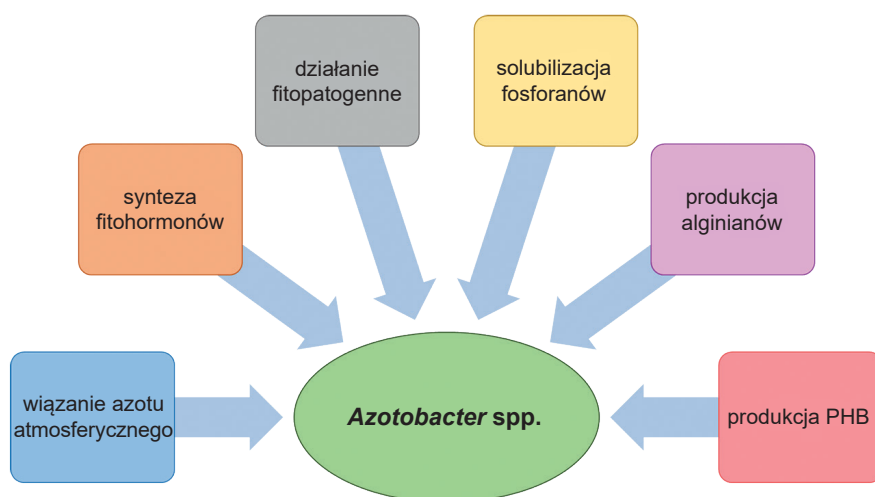 działanie
fitopatogenne
solubilizacja
fosforanów
synteza
fitohormonów
produkcja
alginianów
wiązanie azotu
atmosferycznego
Azotobacter spp.
produkcja PHB